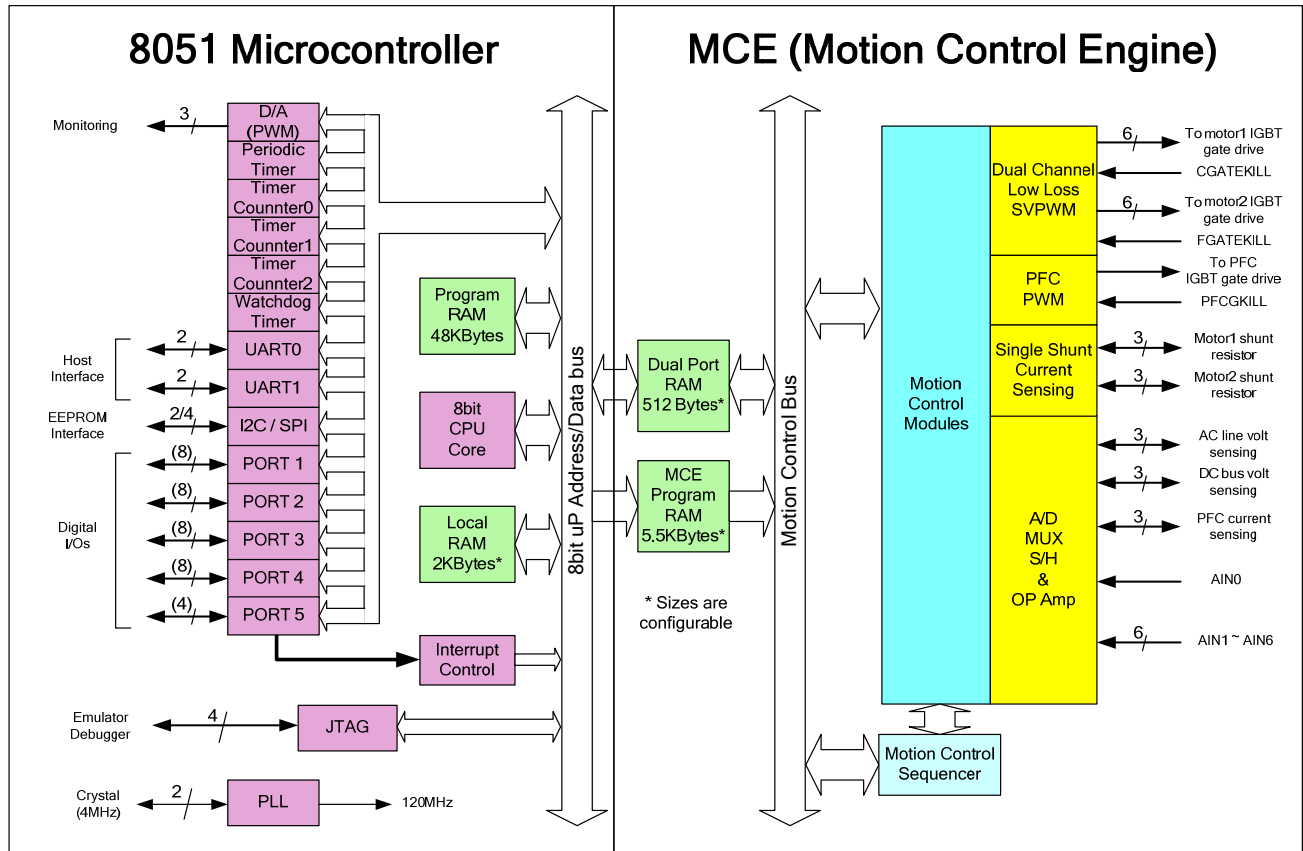 8051 Microcontroller
MCE (Motion Control Engine)
Monitoring
3
D/A
(PWM)
Periodic
Timer
Timer
Counnter0
Timer
Counnter1
Timer
Counnter2
Watchdog
Timer
Host
Interface
2
UART0
2
UART1
EEPROM
Interface
2/4
I2C / SPI
Digital
I/Os
(8)
PORT 1
(8)
PORT 2
(8)
PORT 3
(8)
PORT 4
(4)
PORT 5
Program
RAM
48KBytes
8bit
CPU
Core
Local
RAM
2KBytes*
Interrupt
Control
Emulator
Debugger
4
JTAG
Crystal
(4MHz)
2
PLL
120MHz
8bit uP Address/Data bus
Dual Port
RAM
512 Bytes*
MCE
Program
RAM
5.5KBytes*
* Sizes are
configurable
Motion Control Bus
Motion
Control
Modules
Motion Control
Sequencer
Dual Channel
Low Loss
SVPWM
PFC
PWM
Single Shunt
Current
Sensing
A/D
MUX
S/H
&
OP Amp
6
To motor1 IGBT
gate drive
CGATEKILL
6
To motor2 IGBT
gate drive
FGATEKILL
To PFC
IGBT gate drive
PFCGKILL
3
Motor1 shunt
resistor
3
Motor2 shunt
resistor
3
AC line volt
sensing
3
DC bus volt
sensing
3
PFC current
sensing
AIN0
6
AIN1 ~ AIN6